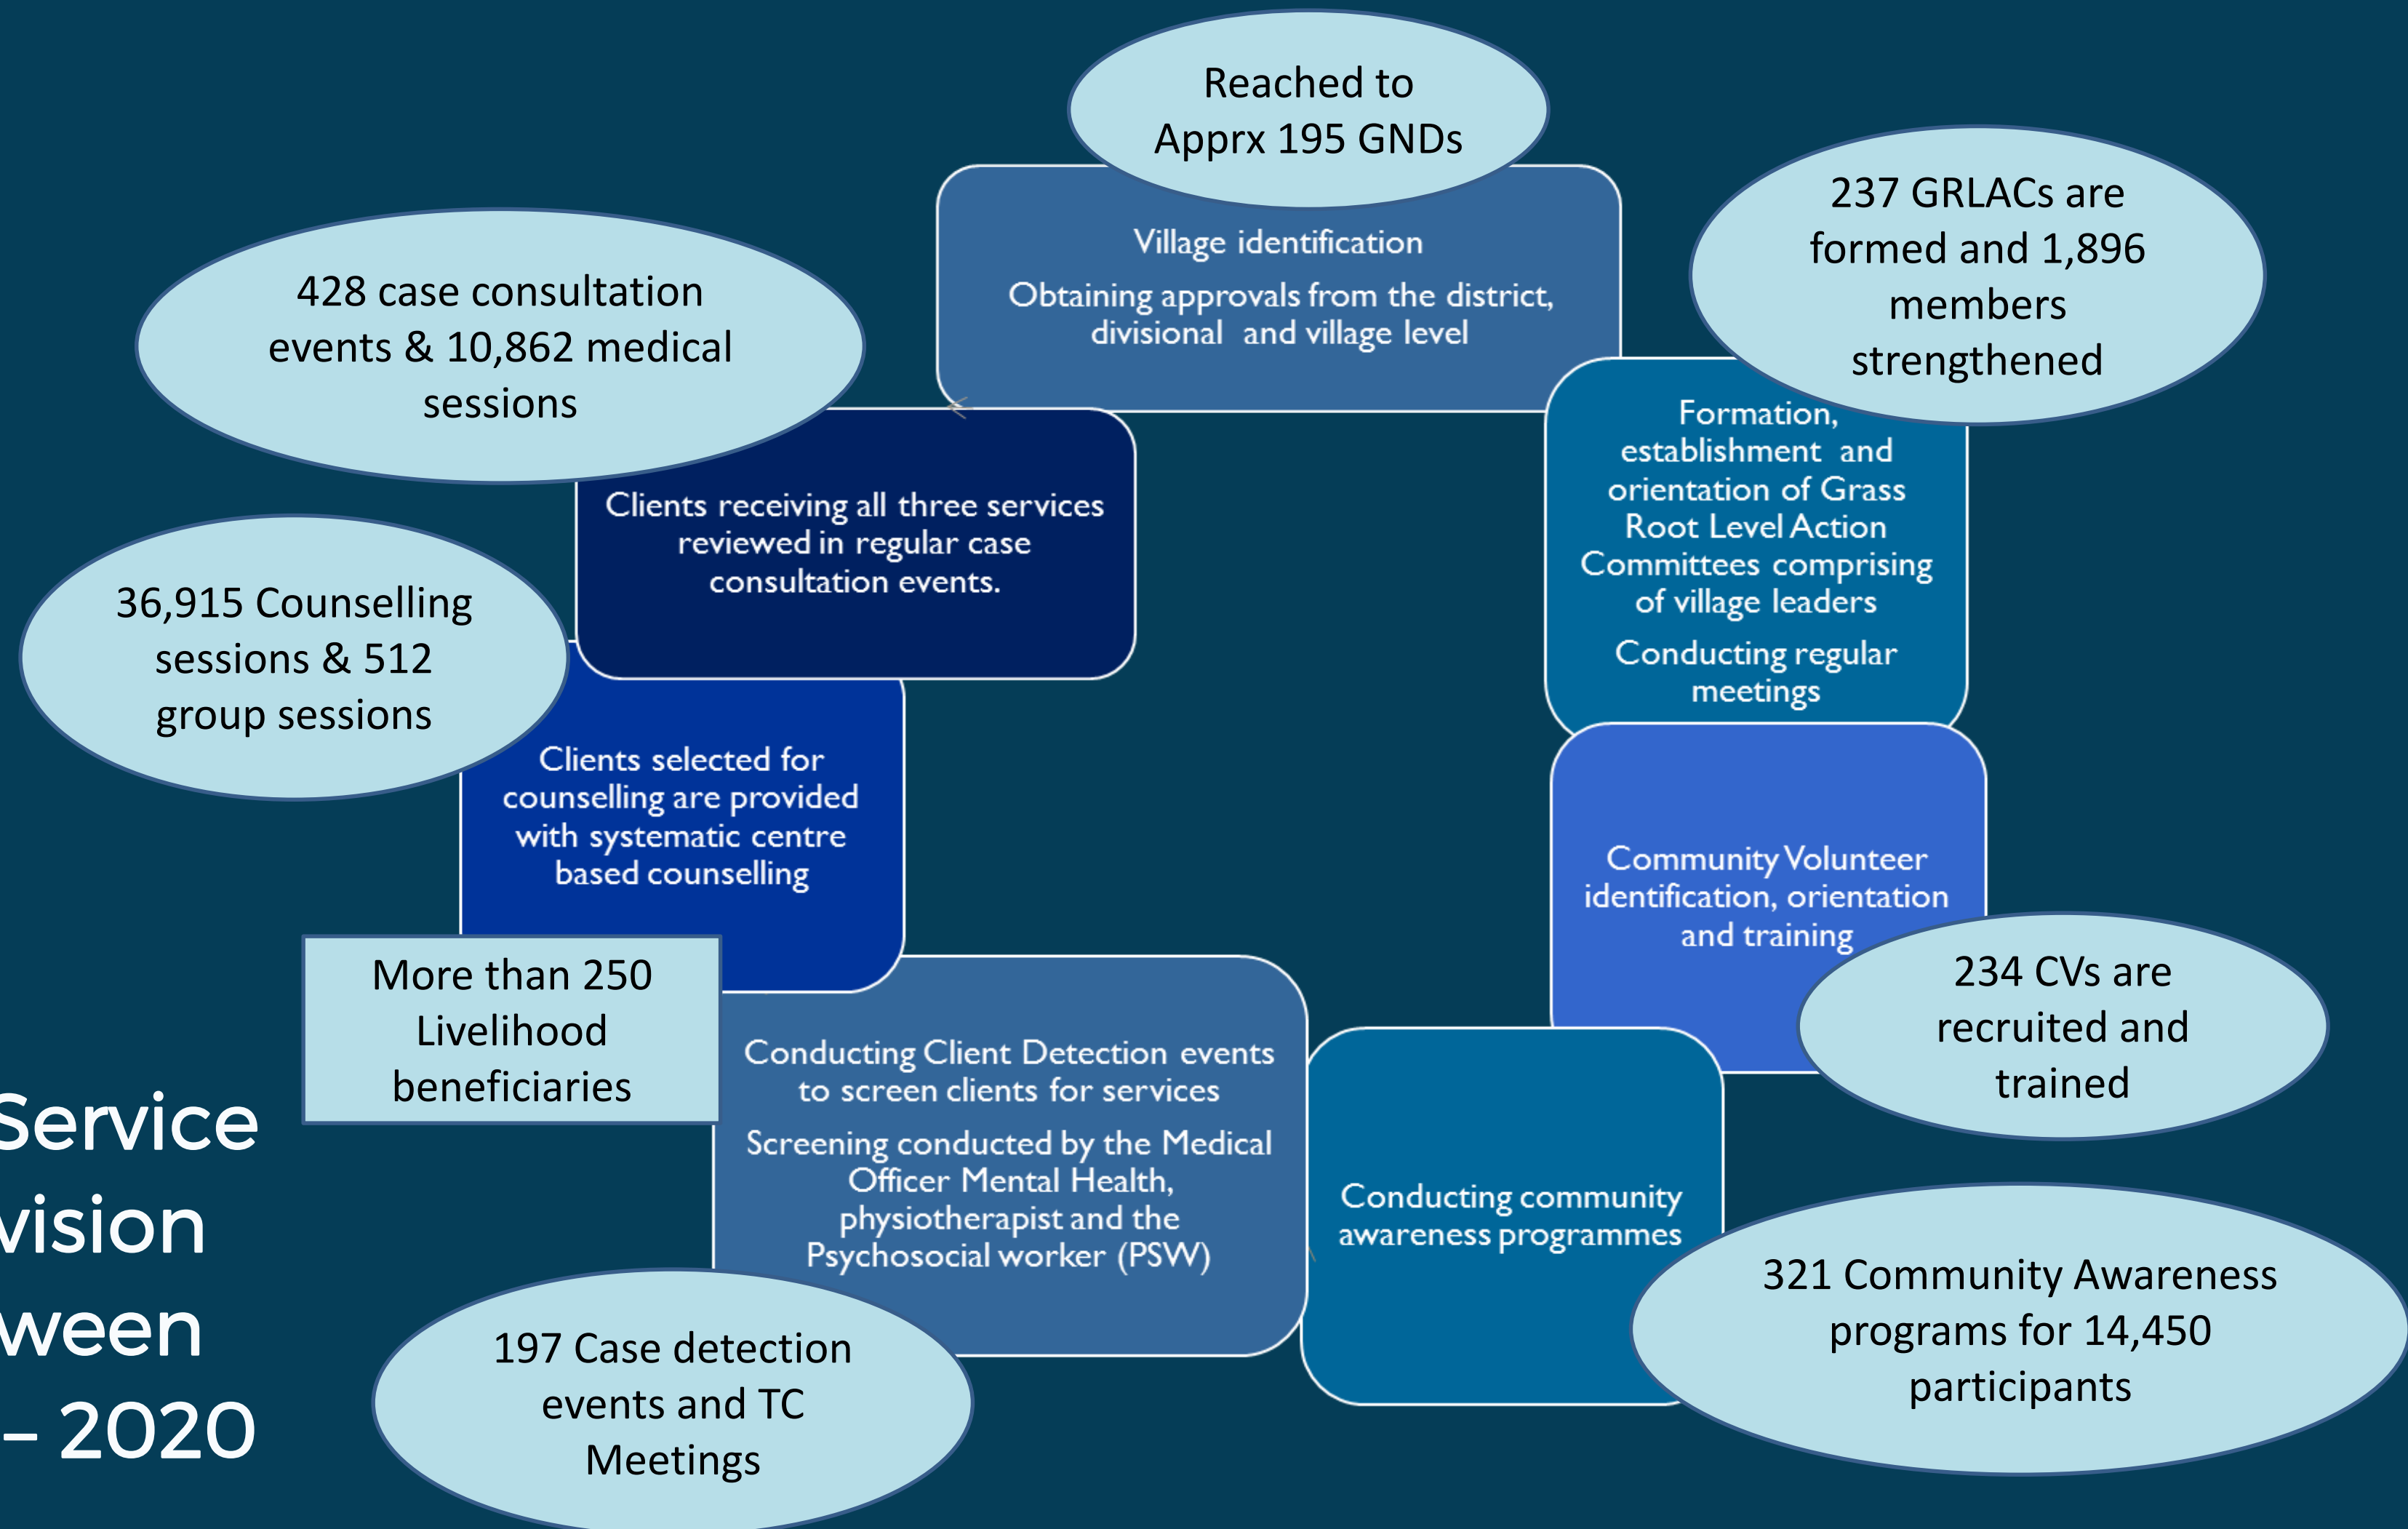 Reached to
Apprx 195 GNDs
Village identification
Obtaining approvals from the district,
divisional and village level
237 GRLACs are
formed and 1,896
members
strengthened
Formation,
establishment and
orientation of Grass
Root Level Action
Committees comprising
of village leaders
Conducting regular
meetings
Community Volunteer
identification, orientation
and training
234 CVs are
recruited and
trained
Conducting community
awareness programmes
321 Community Awareness
programs for 14,450
participants
Conducting Client Detection events
to screen clients for services
Screening conducted by the Medical
Officer Mental Health,
physiotherapist and the
Psychosocial worker (PSW)
197 Case detection
events and TC
Meetings
More than 250
Livelihood
beneficiaries
Clients selected for
counselling are provided
with systematic centre
based counselling
36,915 Counselling
sessions & 512
group sessions
Clients receiving all three services
reviewed in regular case
consultation events.
428 case consultation
events & 10,862 medical
sessions
Service
vision
ween
– 2020